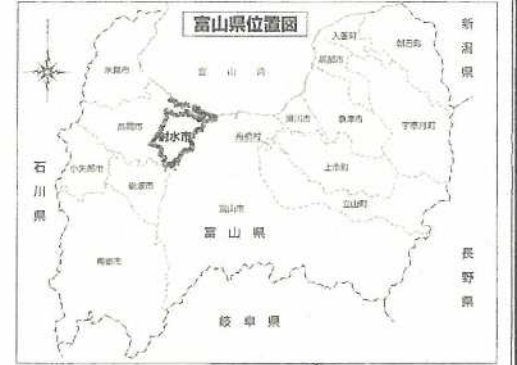 富山県位置図
新潟県
入善町
朝日町
黒部市
氷見市
富山湾
滑川市
魚津市
宇奈月町
高岡市
射水市
舟橋村
上市町
石川県
小矢部市
砺波市
立山町
富山市
富山県
長野県
南砺市
岐阜県